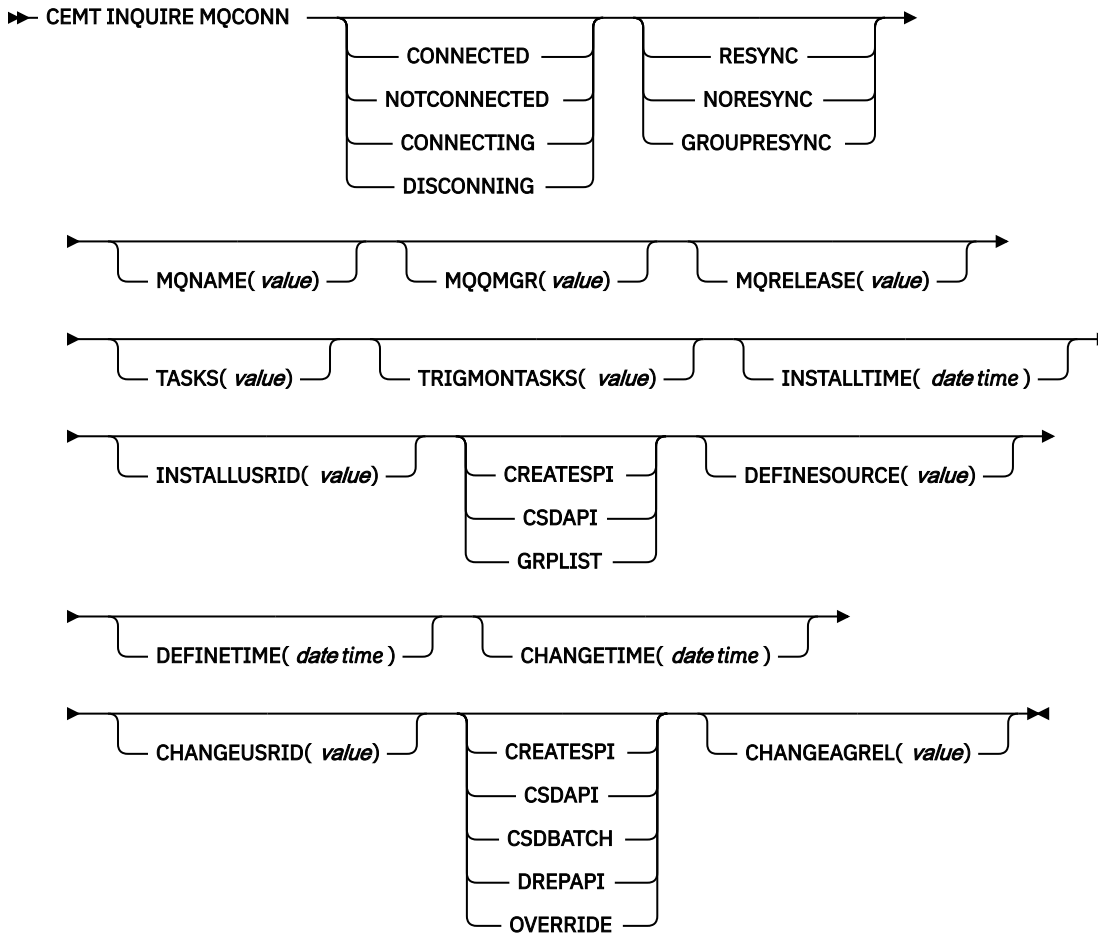 CEMT INQUIRE MQCONN
CONNECTED
NOTCONNECTED
CONNECTING
DISCONNING
RESYNC
NORESYNC
GROUPRESYNC
MQNAME( value) MQQMGR( value) MQRELEASE( value)
TASKS( value) TRIGMONTASKS( value) INSTALLTIME( date time )
INSTALLUSRID( value)
CREATESPI
CSDAPI
GRPLIST
DEFINESOURCE( value)
DEFINETIME( date time ) CHANGETIME( date time )
CHANGEUSRID( value)
CREATESPI
CSDAPI
CSDBATCH
DREPAPI
OVERRIDE
CHANGEAGREL( value)